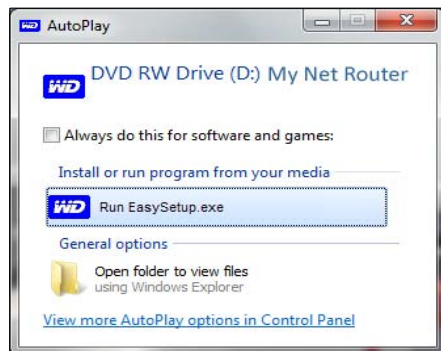 WD AutoPlay
WD DVD RW Drive (D:) My Net Router
Always do this for software and games:
Install or run program from your media
WD Run EasySetup.exe
General options
Open folder to view files
using Windows Explorer
View more AutoPlay options in Control Panel